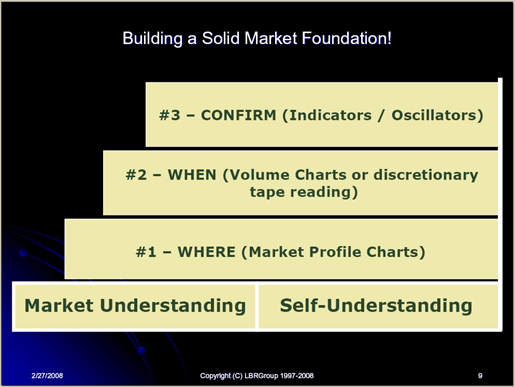 Building a Solid Market Foundation!
#3 – CONFIRM (Indicators / Oscillators)
#2 – WHEN (Volume Charts or discretionary
tape reading)
#1 – WHERE (Market Profile Charts)
Market Understanding
Self-Understanding
2/27/2008
Copyright (C) LBRGroup 1997-2008
9